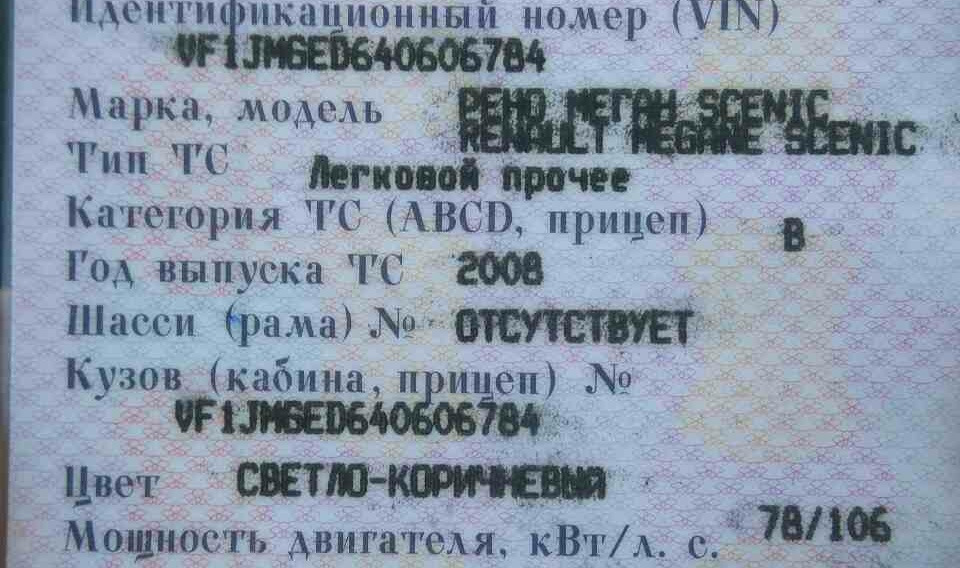 Идентификационный номер (VIN)
VF1JMGED640606784
Марка, модель РЕНО МЕГАН SCENIC
RENAULT MEGANE SCENIC
Тип ТС Легковой прочее
Категория ТС (ABCD, прицеп) B
Год выпуска ТС 2008
Шасси (рама) № ОТСУТСТВУЕТ
Кузов (кабина, прицеп) №
VF1JMGED640606784
Цвет СВЕТЛО-КОРИЧНЕВЫЙ
Мощность двигателя, кВт/л. с. 78/106